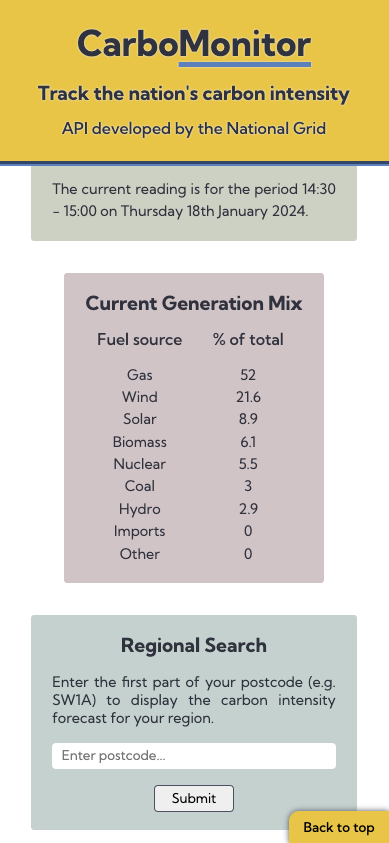 CarboMonitor
Track the nation's carbon intensity
API developed by the National Grid
The current reading is for the period 14:30
– 15:00 on Thursday 18th January 2024.
Current Generation Mix
Fuel source % of total
Gas 52
Wind 21.6
Solar 8.9
Biomass 6.1
Nuclear 5.5
Coal 3
Hydro 2.9
Imports 0
Other 0
Regional Search
Enter the first part of your postcode (e.g.
SW1A) to display the carbon intensity
forecast for your region.
Enter postcode...
Submit
Back to top